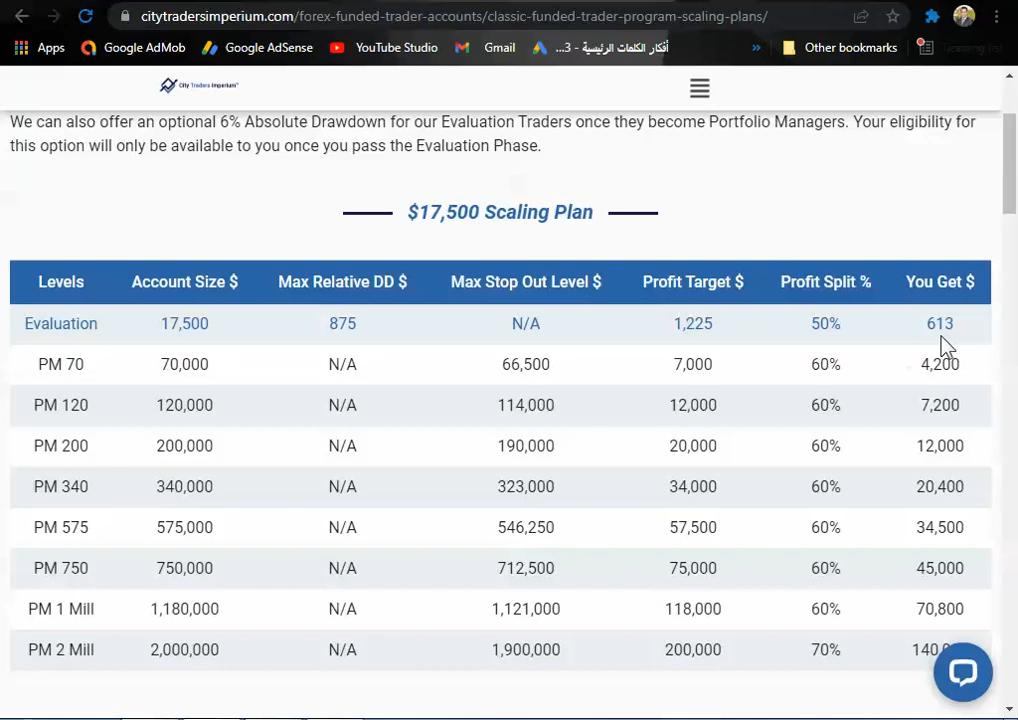 citytradersimperium.com/forex-funded-trader-accounts/classic-funded-trader-program-scaling-plans/
Apps Google AdMob Google AdSense YouTube Studio Gmail أفكار الكلمات الرئيسية - 3... » Other bookmarks Reading list
City Traders Imperium
We can also offer an optional 6% Absolute Drawdown for our Evaluation Traders once they become Portfolio Managers. Your eligibility for
this option will only be available to you once you pass the Evaluation Phase.
$17,500 Scaling Plan
Levels Account Size $ Max Relative DD $ Max Stop Out Level $ Profit Target $ Profit Split % You Get $
Evaluation 17,500 875 N/A 1,225 50% 613
PM 70 70,000 N/A 66,500 7,000 60% 4,200
PM 120 120,000 N/A 114,000 12,000 60% 7,200
PM 200 200,000 N/A 190,000 20,000 60% 12,000
PM 340 340,000 N/A 323,000 34,000 60% 20,400
PM 575 575,000 N/A 546,250 57,500 60% 34,500
PM 750 750,000 N/A 712,500 75,000 60% 45,000
PM 1 Mill 1,180,000 N/A 1,121,000 118,000 60% 70,800
PM 2 Mill 2,000,000 N/A 1,900,000 200,000 70%